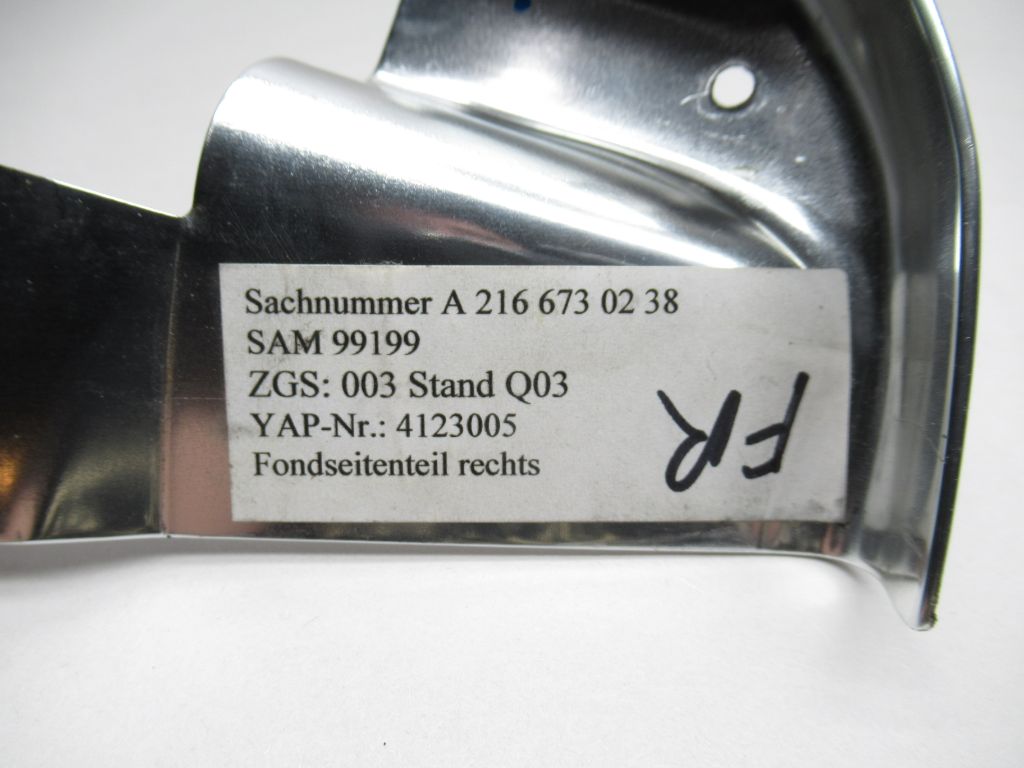 Sachnummer A 216 673 02 38
SAM 99199
ZGS: 003 Stand Q03
YAP-Nr.: 4123005
Fondseitenteil rechts
FR